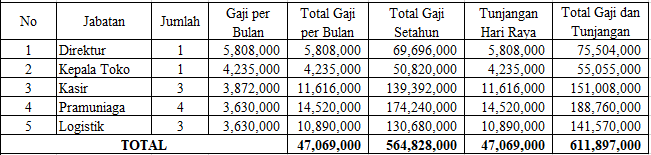 No Jabatan Jumlah Gaji per Bulan Total Gaji per Bulan Total Gaji Setahun Tunjangan Hari Raya Total Gaji dan Tunjangan
1 Direktur 1 5,808,000 5,808,000 69,696,000 5,808,000 75,504,000
2 Kepala Toko 1 4,235,000 4,235,000 50,820,000 4,235,000 55,055,000
3 Kasir 3 3,872,000 11,616,000 139,392,000 11,616,000 151,008,000
4 Pramuniaga 4 3,630,000 14,520,000 174,240,000 14,520,000 188,760,000
5 Logistik 3 3,630,000 10,890,000 130,680,000 10,890,000 141,570,000
TOTAL 47,069,000 564,828,000 47,069,000 611,897,000